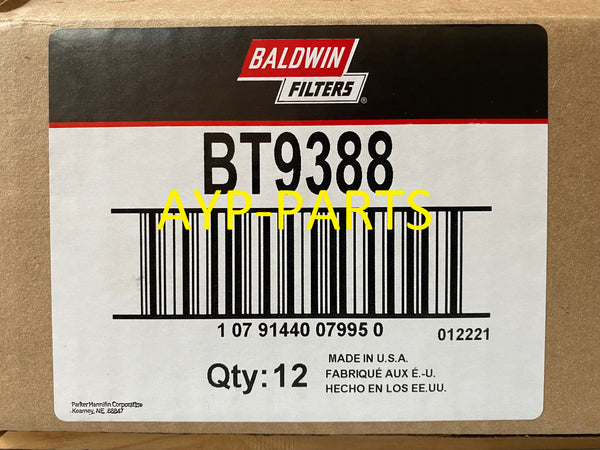 BALDWIN
FILTERS®
BT9388
AYP-PARTS
1 07 91440 07995 0
012221
Qty:12
MADE IN U.S.A.
FABRIQUÉ AUX É.-U.
HECHO EN LOS EE.UU.
Parker Hannifin Corporation
Kearney, NE 68847